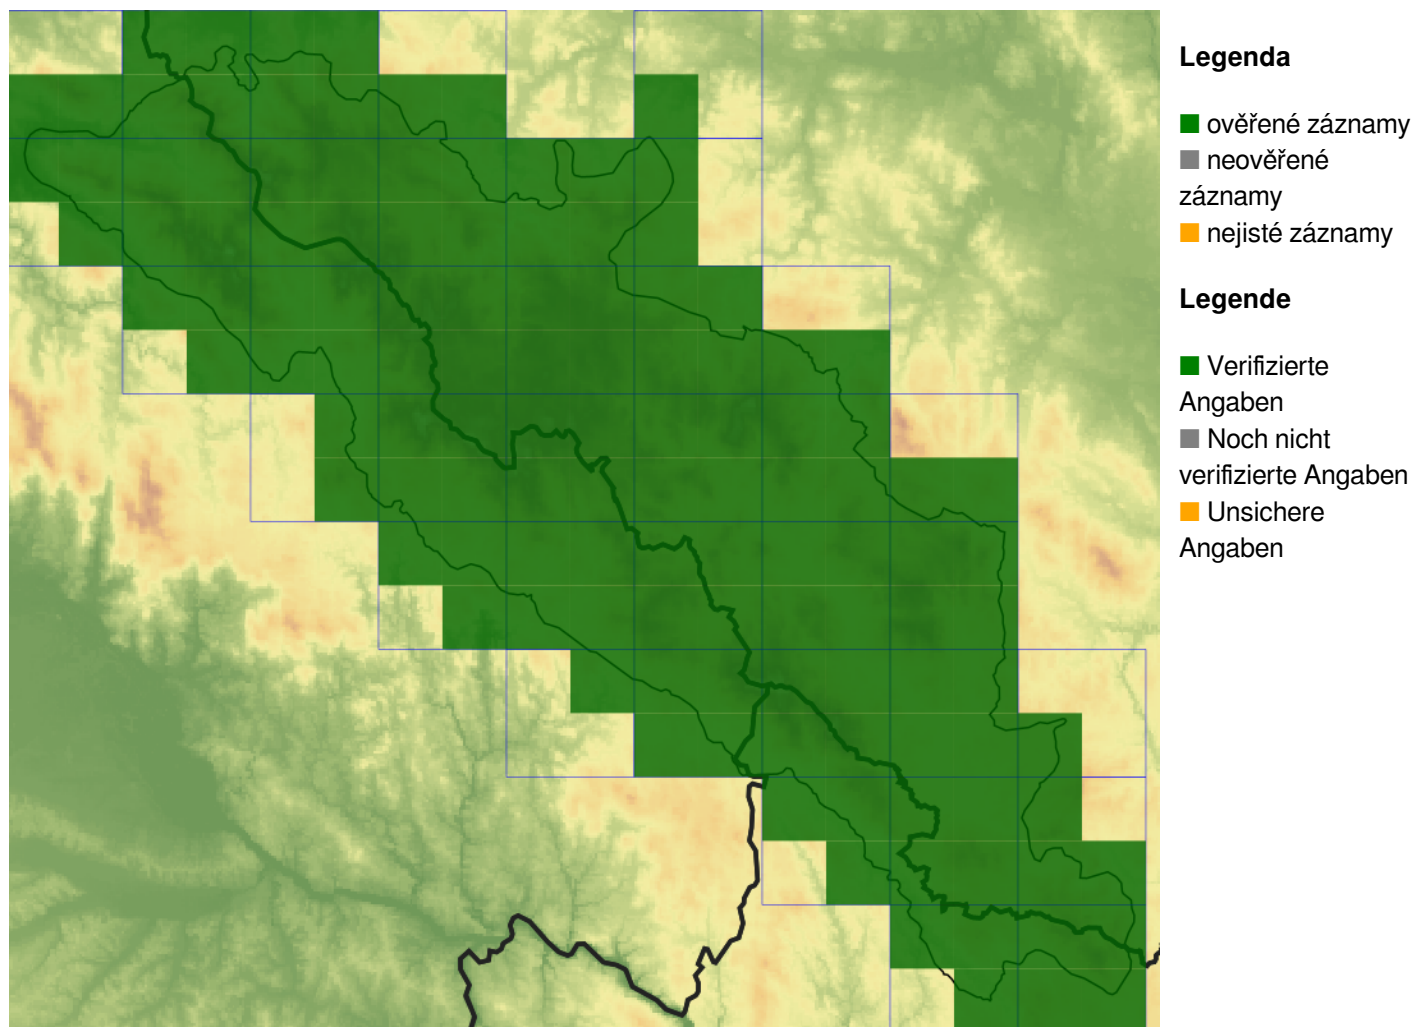 Legenda
ověřené záznamy
neověřené
záznamy
nejisté záznamy
Legende
Verifizierte
Angaben
Noch nicht
verifizierte Angaben
Unsichere
Angaben